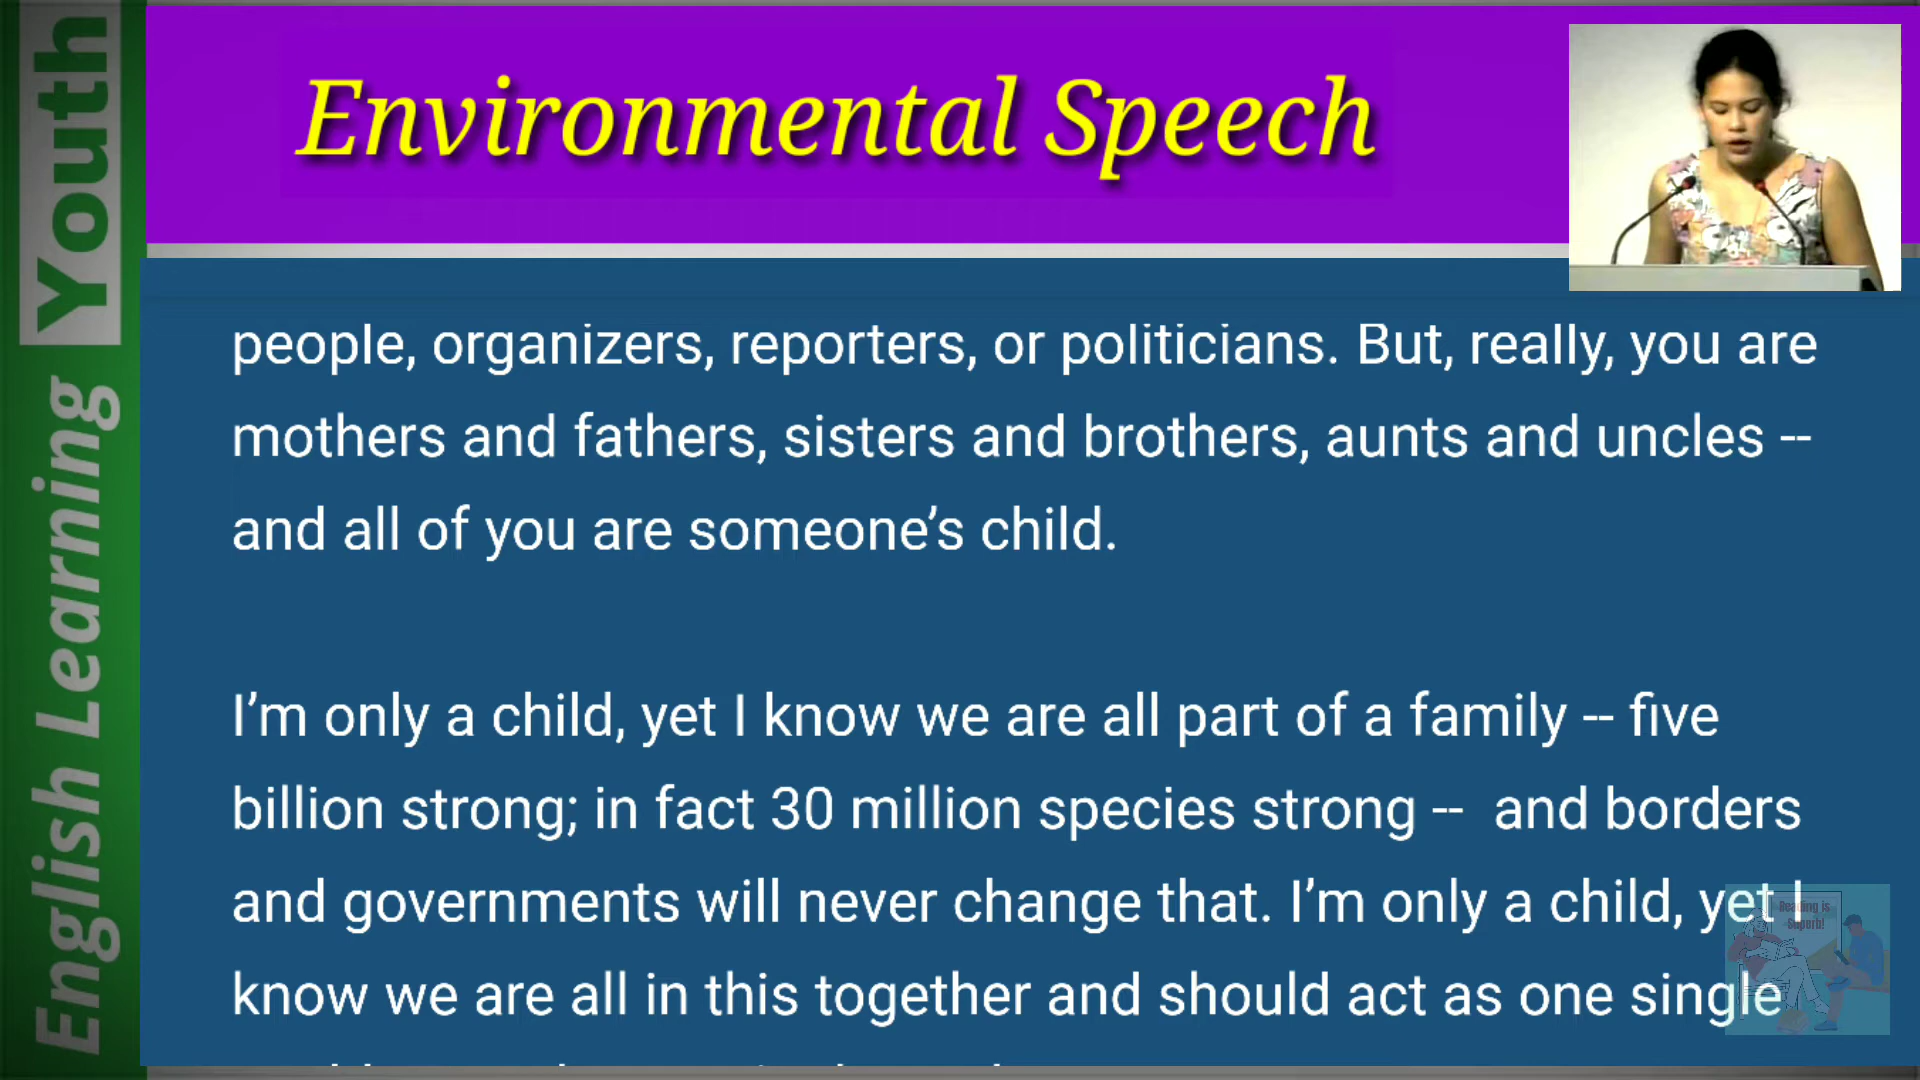 English Learning Youth
Environmental Speech
people, organizers, reporters, or politicians. But, really, you are
mothers and fathers, sisters and brothers, aunts and uncles --
and all of you are someone’s child.
I’m only a child, yet I know we are all part of a family -- five
billion strong; in fact 30 million species strong --  and borders
and governments will never change that. I’m only a child, yet I
know we are all in this together and should act as one single
Reading is
Superb!